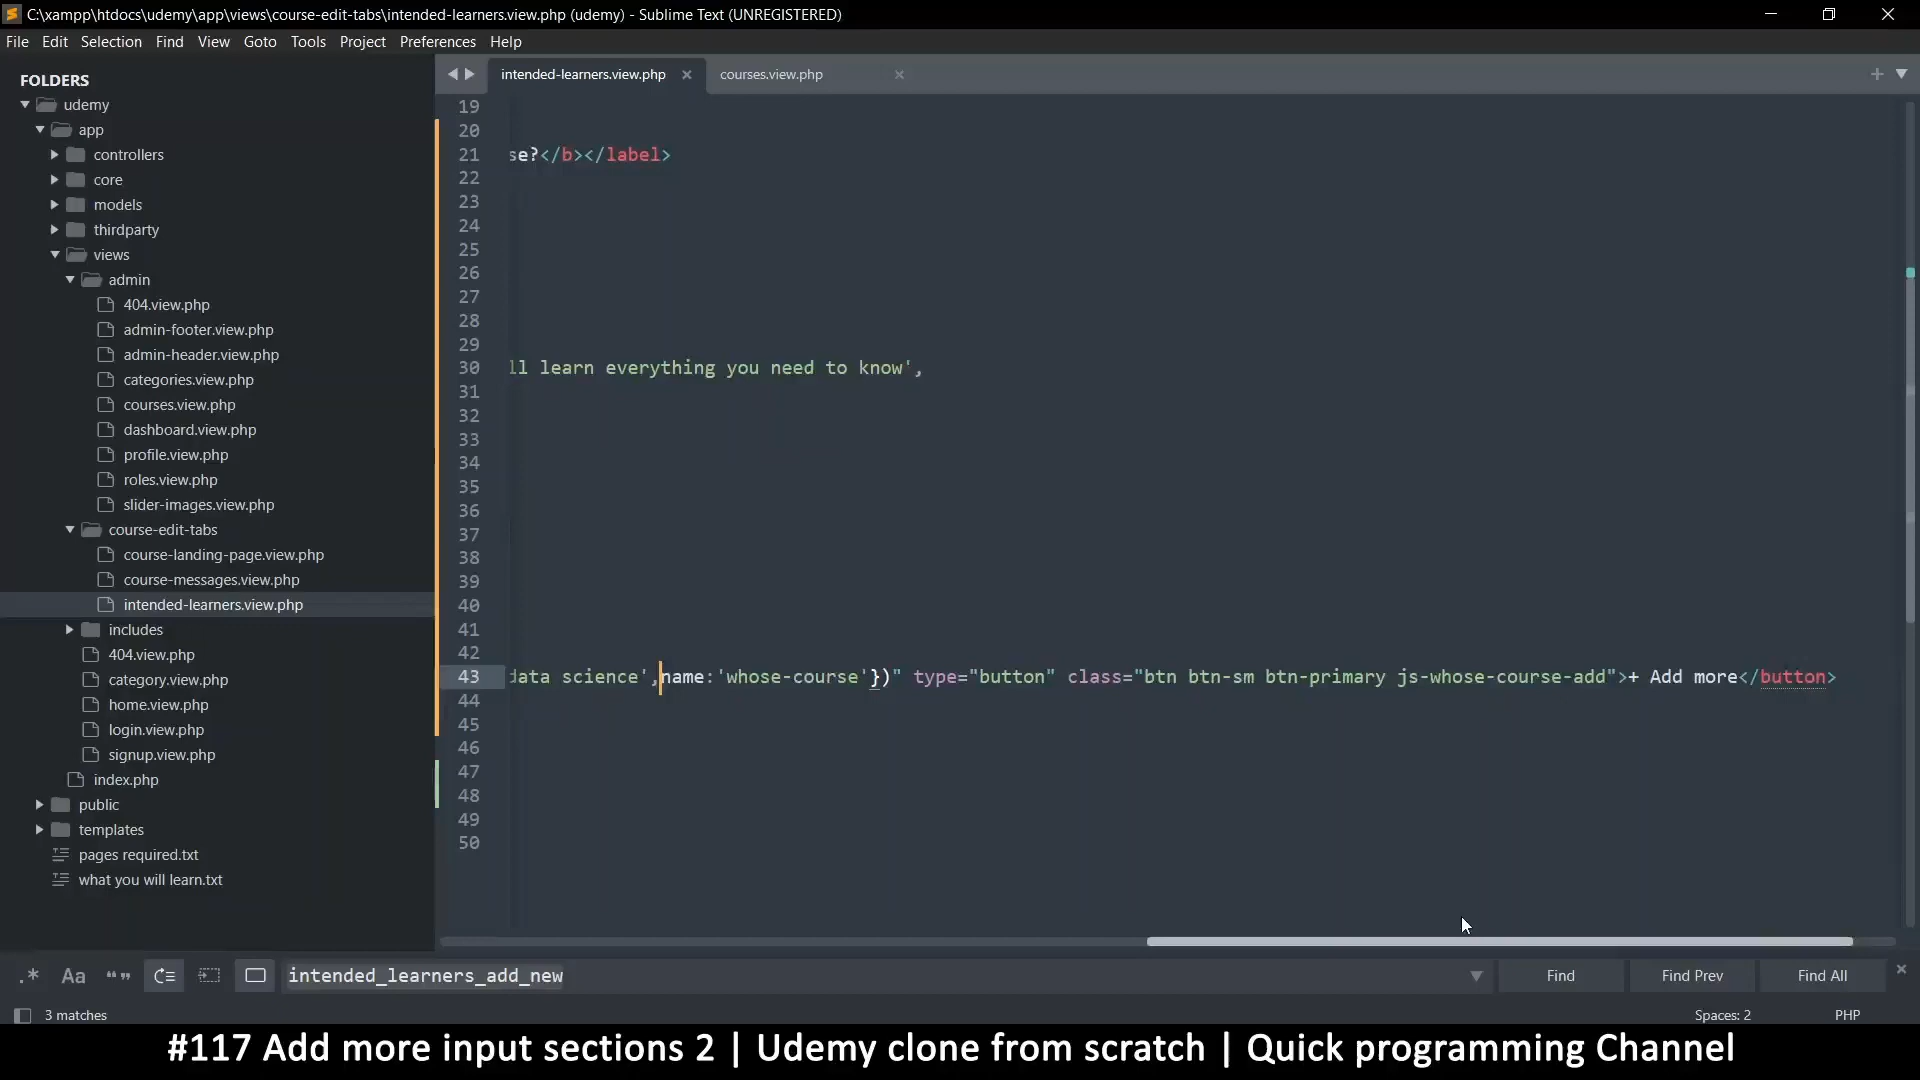 C:\xampp\htdocs\udemy\app\views\course-edit-tabs\intended-learners.view.php (udemy) - Sublime Text (UNREGISTERED)
File Edit Selection Find View Goto Tools Project Preferences Help
FOLDERS
udemy
app
controllers
core
models
thirdparty
views
admin
404.view.php
admin-footer.view.php
admin-header.view.php
categories.view.php
courses.view.php
dashboard.view.php
profile.view.php
roles.view.php
slider-images.view.php
course-edit-tabs
course-landing-page.view.php
course-messages.view.php
intended-learners.view.php
includes
404.view.php
category.view.php
home.view.php
login.view.php
signup.view.php
index.php
public
templates
pages required.txt
what you will learn.txt
intended-learners.view.php courses.view.php
19
20
21 se?</b></label>
22
23
24
25
26
27
28
29
30 ll learn everything you need to know',
31
32
33
34
35
36
37
38
39
40
41
42
43 data science',name:'whose-course'})" type="button" class="btn btn-sm btn-primary js-whose-course-add">+ Add more</button>
44
45
46
47
48
49
50
.* Aa “” intended_learners_add_new Find Find Prev Find All
3 matches Spaces: 2 PHP
#117 Add more input sections 2 | Udemy clone from scratch | Quick programming Channel